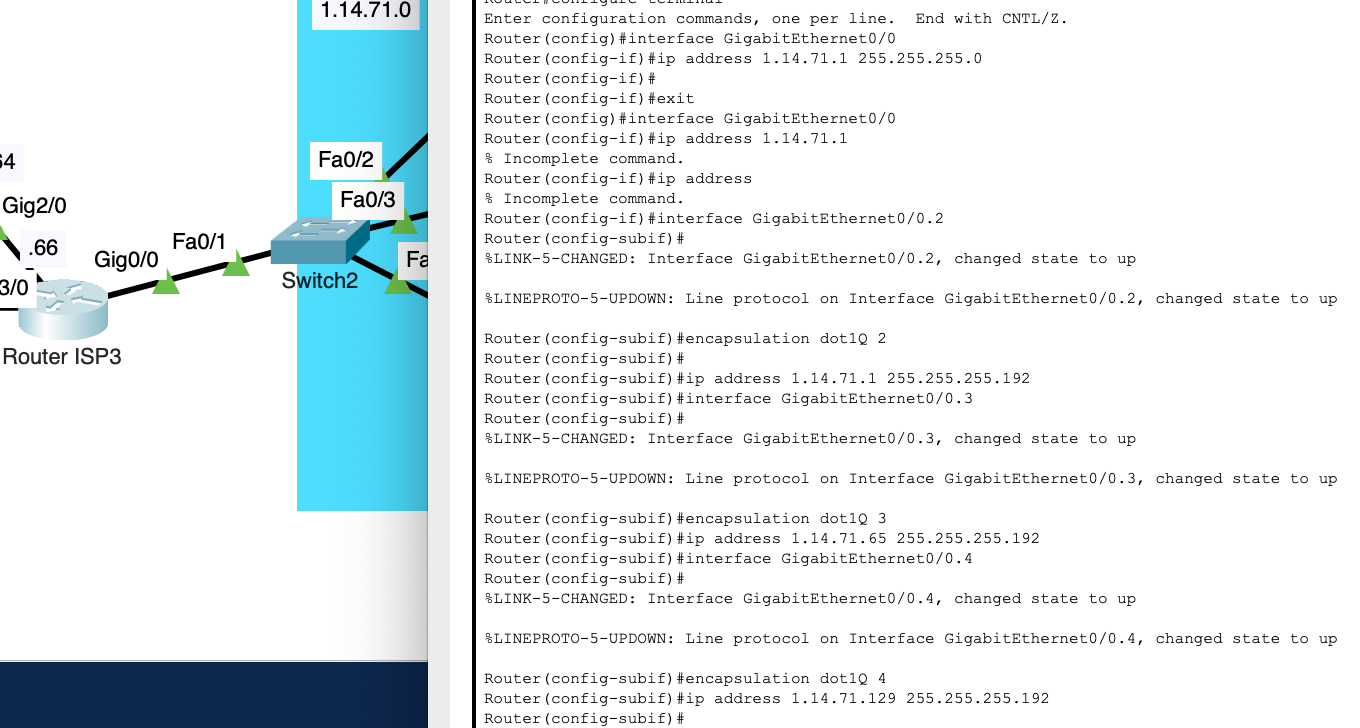 1.14.71.0
Fa0/2
Fa0/3
Gig2/0
.66
Gig0/0
Fa0/1
3/0
Switch2
Router ISP3
Router#configure terminal
Enter configuration commands, one per line.  End with CNTL/Z.
Router(config)#interface GigabitEthernet0/0
Router(config-if)#ip address 1.14.71.1 255.255.255.0
Router(config-if)#
Router(config-if)#exit
Router(config)#interface GigabitEthernet0/0
Router(config-if)#ip address 1.14.71.1
% Incomplete command.
Router(config-if)#ip address
% Incomplete command.
Router(config-if)#interface GigabitEthernet0/0.2
Router(config-subif)#
%LINK-5-CHANGED: Interface GigabitEthernet0/0.2, changed state to up
%LINEPROTO-5-UPDOWN: Line protocol on Interface GigabitEthernet0/0.2, changed state to up
Router(config-subif)#encapsulation dot1Q 2
Router(config-subif)#
Router(config-subif)#ip address 1.14.71.1 255.255.255.192
Router(config-subif)#interface GigabitEthernet0/0.3
Router(config-subif)#
%LINK-5-CHANGED: Interface GigabitEthernet0/0.3, changed state to up
%LINEPROTO-5-UPDOWN: Line protocol on Interface GigabitEthernet0/0.3, changed state to up
Router(config-subif)#encapsulation dot1Q 3
Router(config-subif)#ip address 1.14.71.65 255.255.255.192
Router(config-subif)#interface GigabitEthernet0/0.4
Router(config-subif)#
%LINK-5-CHANGED: Interface GigabitEthernet0/0.4, changed state to up
%LINEPROTO-5-UPDOWN: Line protocol on Interface GigabitEthernet0/0.4, changed state to up
Router(config-subif)#encapsulation dot1Q 4
Router(config-subif)#ip address 1.14.71.129 255.255.255.192
Router(config-subif)#